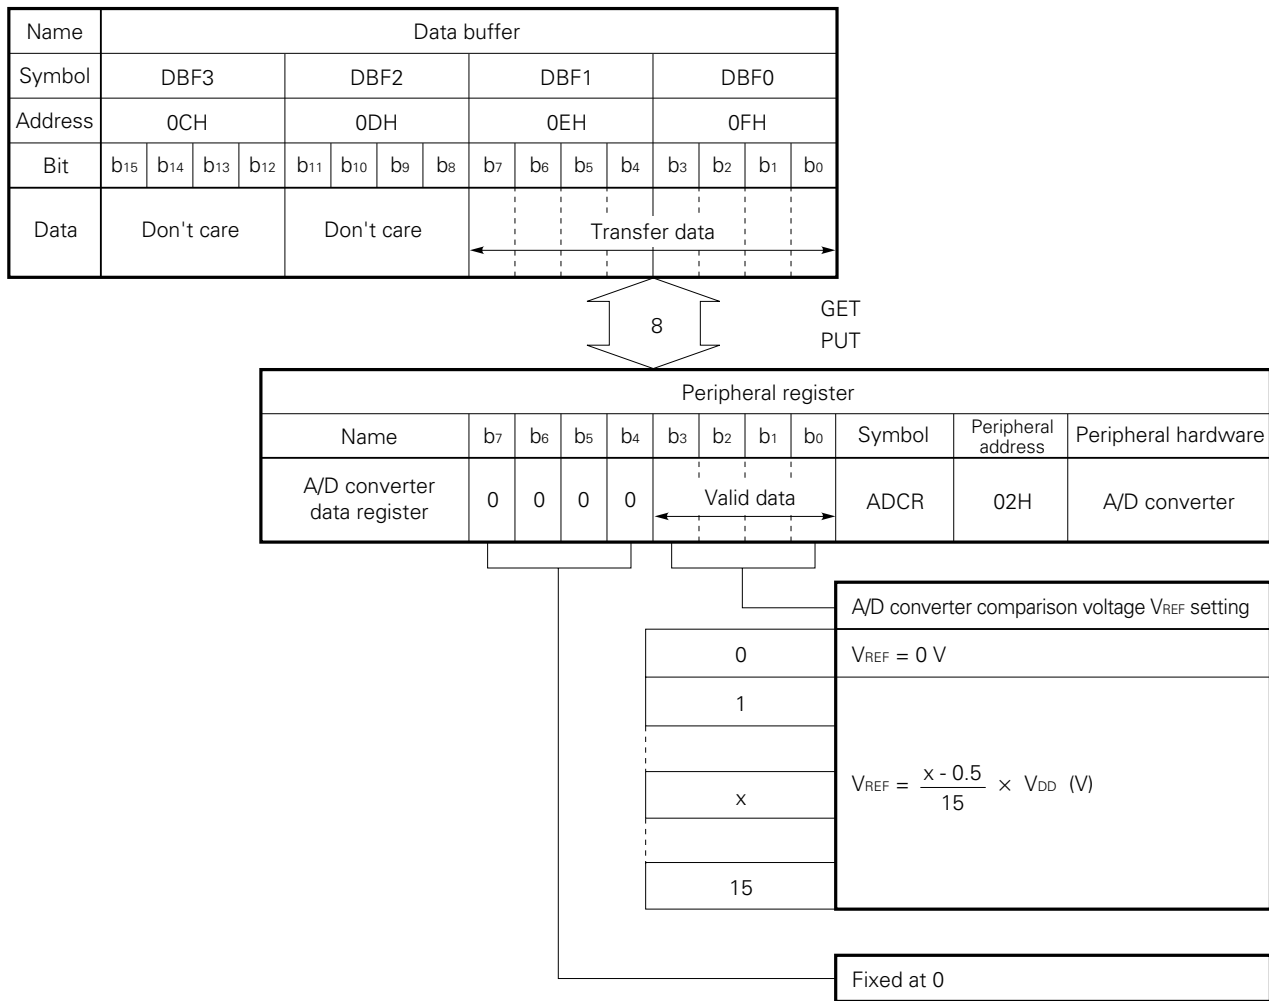 Name Data buffer
Symbol DBF3 DBF2 DBF1 DBF0
Address 0CH 0DH 0EH 0FH
Bit b15 b14 b13 b12 b11 b10 b9 b8 b7 b6 b5 b4 b3 b2 b1 b0
Data Don't care Don't care Transfer data
8
GET
PUT
Peripheral register
Name b7 b6 b5 b4 b3 b2 b1 b0 Symbol Peripheral address Peripheral hardware
A/D converter data register 0 0 0 0 Valid data ADCR 02H A/D converter
A/D converter comparison voltage VREF setting
0 VREF = 0 V
1
x VREF = x - 0.5 / 15 × VDD (V)
15
Fixed at 0